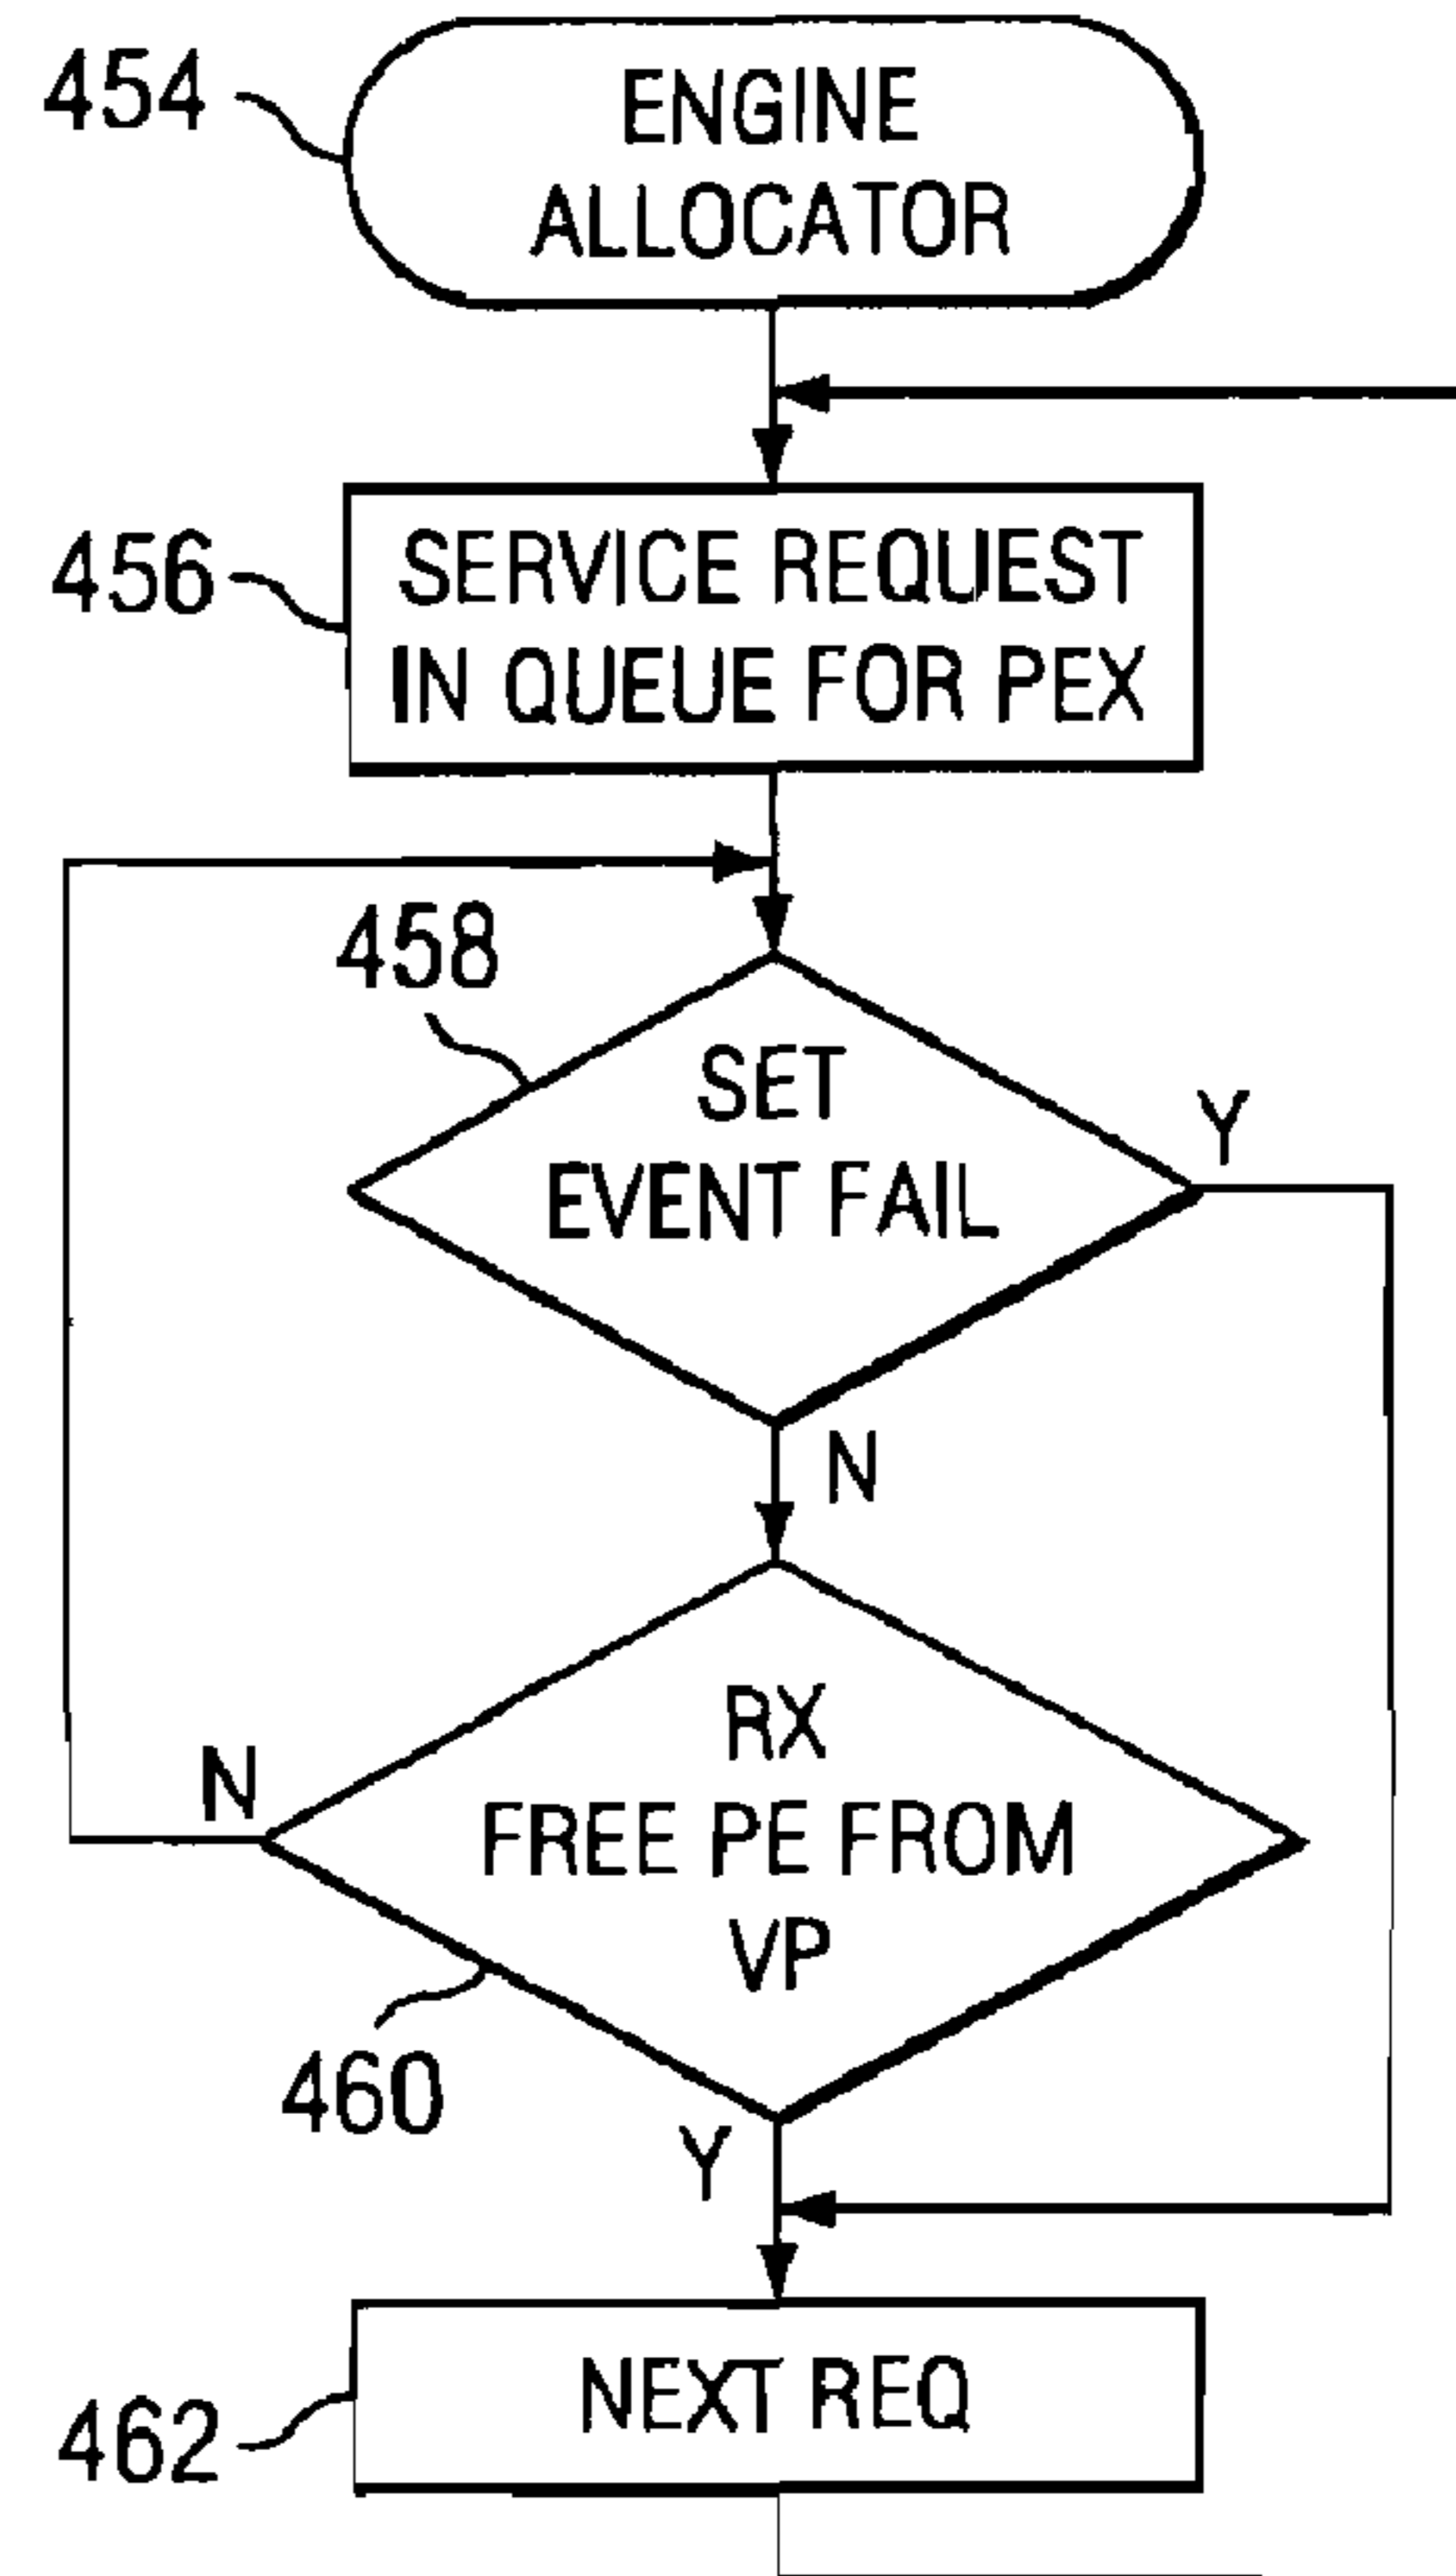 454
ENGINE
ALLOCATOR
456
SERVICE REQUEST
IN QUEUE FOR PEX
458
SET
EVENT FAIL
Y
N
RX
FREE PE FROM
VP
N
460
Y
NEXT REQ
462